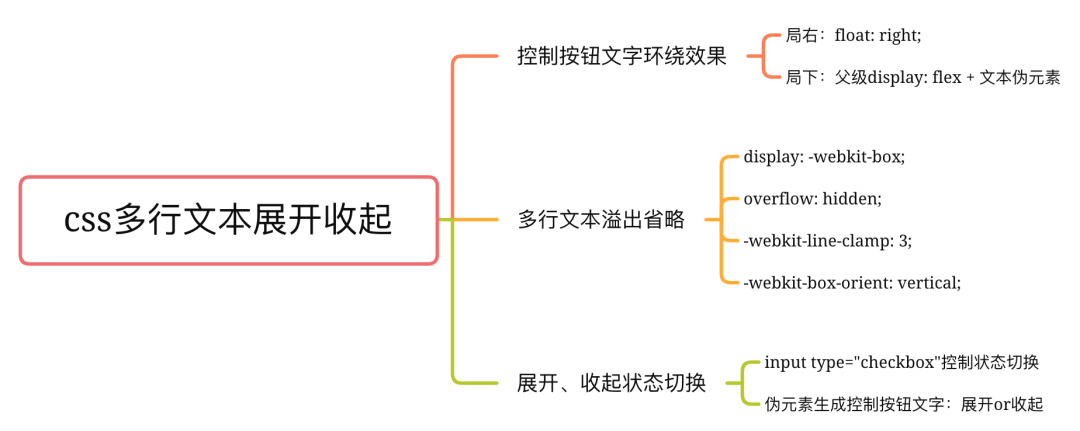 css多行文本展开收起
控制按钮文字环绕效果
局右：float: right;
局下：父级display: flex + 文本伪元素
多行文本溢出省略
display: -webkit-box;
overflow: hidden;
-webkit-line-clamp: 3;
-webkit-box-orient: vertical;
展开、收起状态切换
input type="checkbox"控制状态切换
伪元素生成控制按钮文字：展开or收起